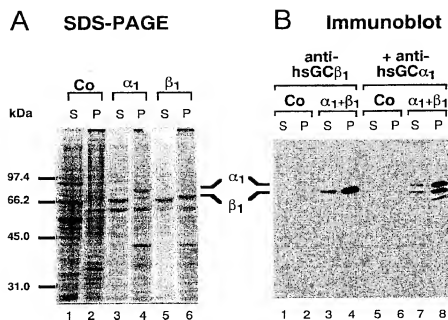 A SDS-PAGE
Co α1 β1
kDa S P S P S P
97.4
66.2
45.0
31.0
1 2 3 4 5 6
α1
β1
B Immunoblot
anti- + anti-
hsGCβ1 hsGCα1
Co α1+β1 Co α1+β1
S P S P S P S P
1 2 3 4 5 6 7 8